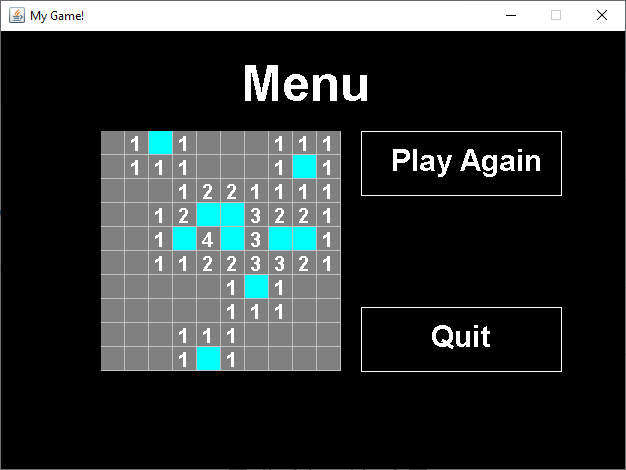 My Game!
Menu
1 1 1 1 1
1 1 1 1 1
1 2 2 1 1 1 1
1 2 3 2 2 1
1 4 3 1
1 1 2 2 3 3 2 1
1 1
1 1 1
1 1 1
1 1
Play Again
Quit